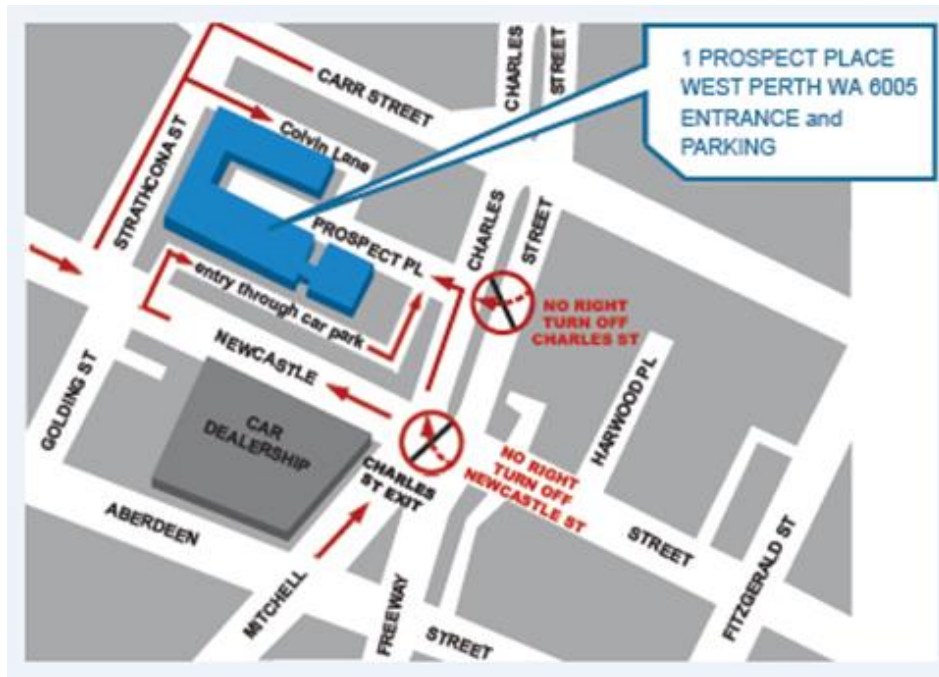 1 PROSPECT PLACE
WEST PERTH WA 6005
ENTRANCE and
PARKING
CHARLES
STREET
CARR STREET
Colvin Lane
STRATHCONA ST
PROSPECT PL
CHARLES
STREET
entry through car park
NO RIGHT
TURN OFF
CHARLES ST
NEWCASTLE
GOLDING ST
CAR
DEALERSHIP
HARWOOD PL
CHARLES
ST EXIT
NO RIGHT
TURN OFF
NEWCASTLE ST
STREET
ABERDEEN
FITZGERALD ST
MITCHELL
FREEWAY
STREET